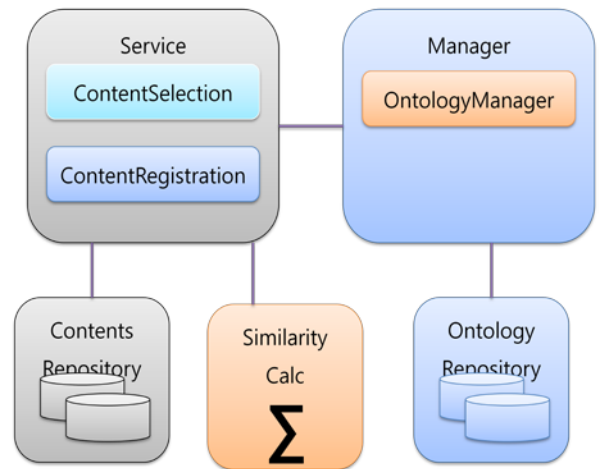 Service
Manager
ContentSelection
OntologyManager
ContentRegistration
Contents
Repository
Similarity
Calc
Σ
Ontology
Repository